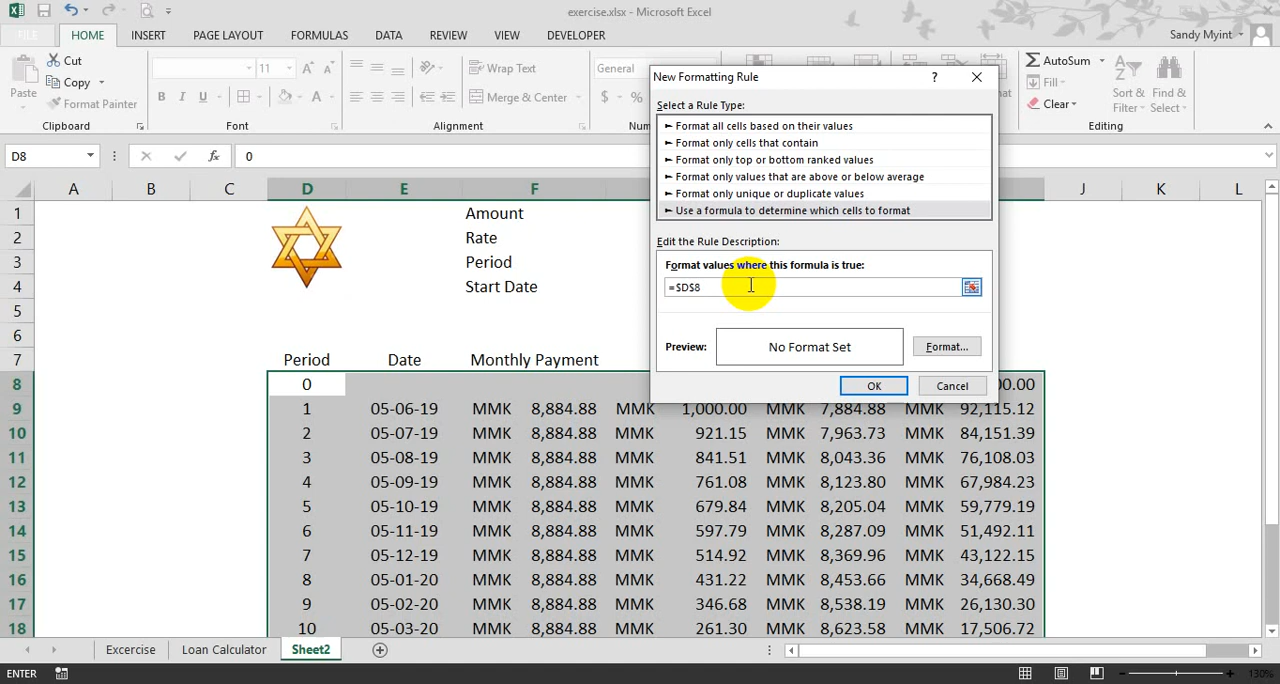 exercise.xlsx - Microsoft Excel
FILE HOME INSERT PAGE LAYOUT FORMULAS DATA REVIEW VIEW DEVELOPER Sandy Myint
Paste Cut Copy Format Painter
Clipboard
11 A A
B I U A
Font
Wrap Text
Merge & Center
Alignment
General
$ %
Num
AutoSum
Fill
Clear
Sort & Filter
Find & Select
Editing
D8 fx 0
New Formatting Rule ?
Select a Rule Type:
► Format all cells based on their values
► Format only cells that contain
► Format only top or bottom ranked values
► Format only values that are above or below average
► Format only unique or duplicate values
► Use a formula to determine which cells to format
Edit the Rule Description:
Format values where this formula is true:
=$D$8
Preview: No Format Set Format...
OK Cancel
A B C D E F J K L
1 Amount
2 Rate
3 Period
4 Start Date
5
6
7 Period Date Monthly Payment
8 0 00.00
9 1 05-06-19 MMK 8,884.88 MMK 1,000.00 MMK 7,884.88 MMK 92,115.12
10 2 05-07-19 MMK 8,884.88 MMK 921.15 MMK 7,963.73 MMK 84,151.39
11 3 05-08-19 MMK 8,884.88 MMK 841.51 MMK 8,043.36 MMK 76,108.03
12 4 05-09-19 MMK 8,884.88 MMK 761.08 MMK 8,123.80 MMK 67,984.23
13 5 05-10-19 MMK 8,884.88 MMK 679.84 MMK 8,205.04 MMK 59,779.19
14 6 05-11-19 MMK 8,884.88 MMK 597.79 MMK 8,287.09 MMK 51,492.11
15 7 05-12-19 MMK 8,884.88 MMK 514.92 MMK 8,369.96 MMK 43,122.15
16 8 05-01-20 MMK 8,884.88 MMK 431.22 MMK 8,453.66 MMK 34,668.49
17 9 05-02-20 MMK 8,884.88 MMK 346.68 MMK 8,538.19 MMK 26,130.30
18 10 05-03-20 MMK 8,884.88 MMK 261.30 MMK 8,623.58 MMK 17,506.72
Excercise Loan Calculator Sheet2
ENTER 130%